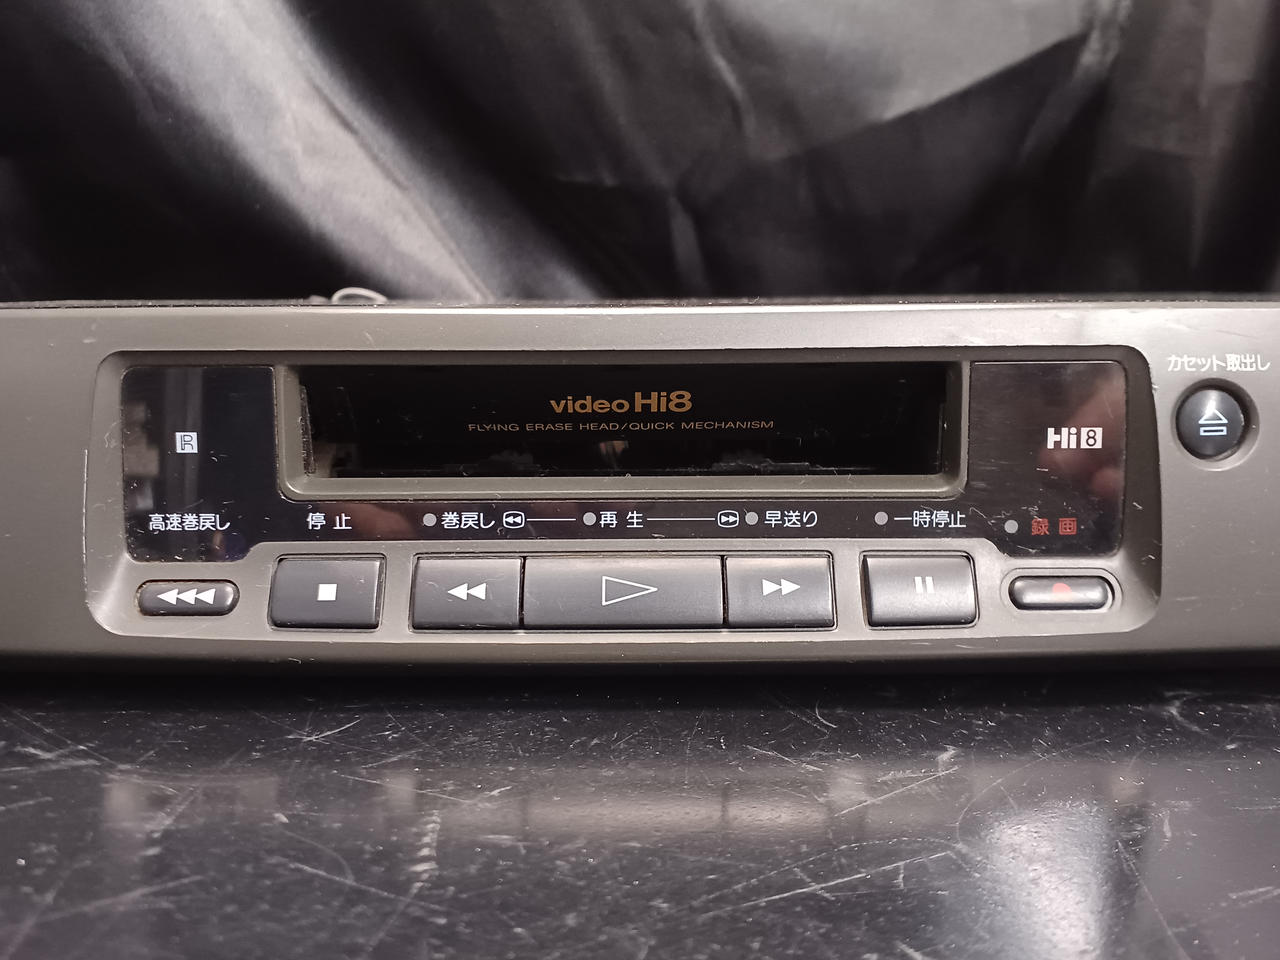 カセット取出し
video Hi8
FLYING ERASE HEAD/QUICK MECHANISM
R
Hi8
高速巻戻し
停止
巻戻し
再生
早送り
一時停止
録画